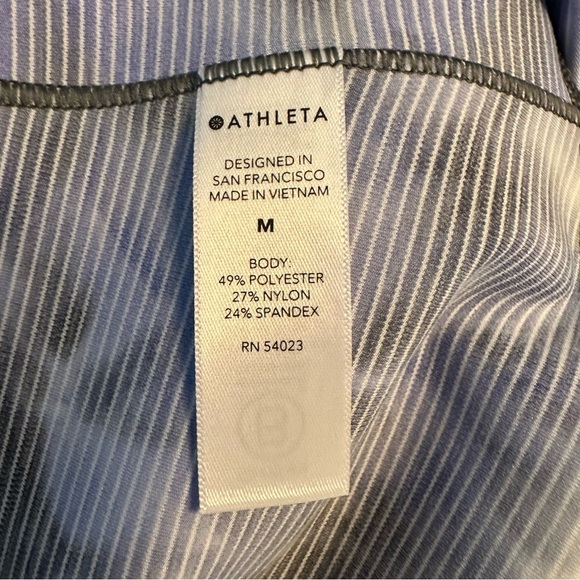 ATHLETA
DESIGNED IN
SAN FRANCISCO
MADE IN VIETNAM
M
BODY:
49% POLYESTER
27% NYLON
24% SPANDEX
RN 54023